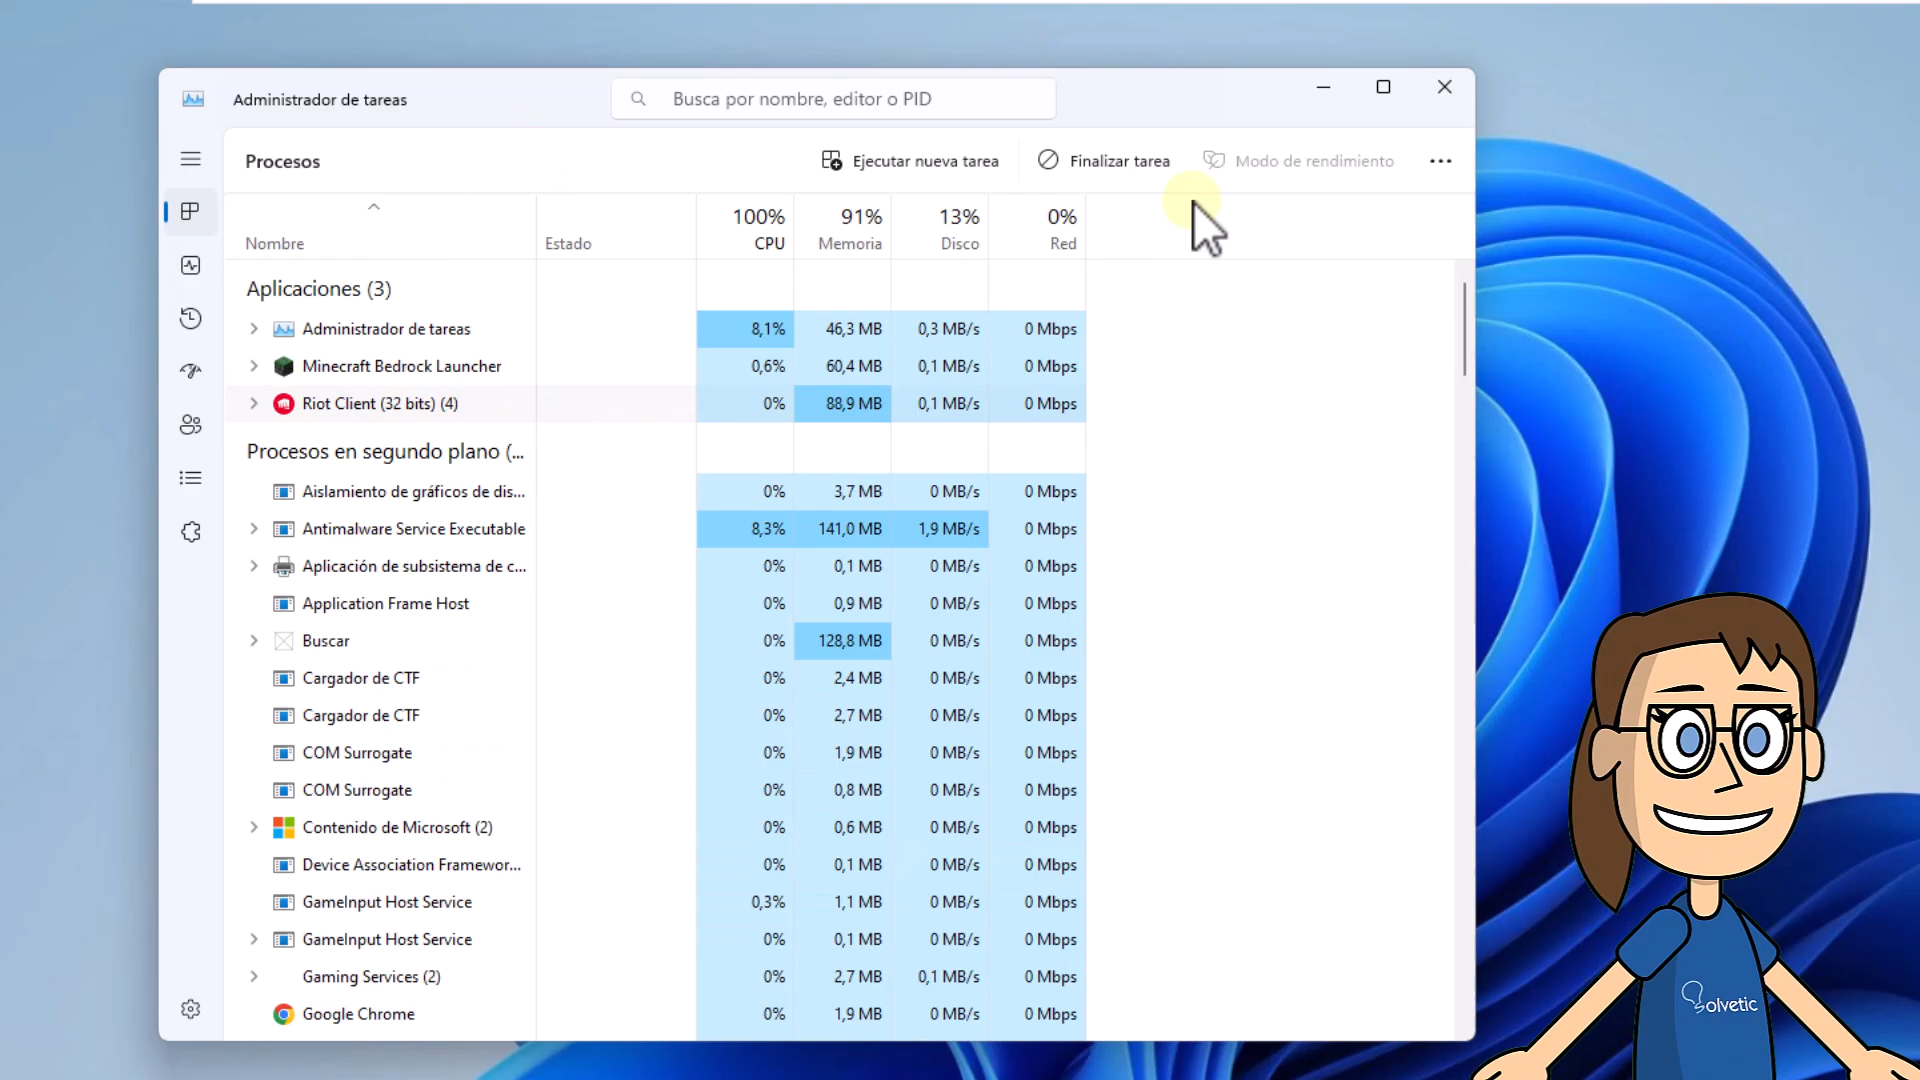 Administrador de tareas
Busca por nombre, editor o PID
Procesos
Ejecutar nueva tarea
Finalizar tarea
Modo de rendimiento
100% 91% 13% 0%
Nombre Estado CPU Memoria Disco Red
Aplicaciones (3)
Administrador de tareas 8,1% 46,3 MB 0,3 MB/s 0 Mbps
Minecraft Bedrock Launcher 0,6% 60,4 MB 0,1 MB/s 0 Mbps
Riot Client (32 bits) (4) 0% 88,9 MB 0,1 MB/s 0 Mbps
Procesos en segundo plano (...
Aislamiento de gráficos de dis... 0% 3,7 MB 0 MB/s 0 Mbps
Antimalware Service Executable 8,3% 141,0 MB 1,9 MB/s 0 Mbps
Aplicación de subsistema de c... 0% 0,1 MB 0 MB/s 0 Mbps
Application Frame Host 0% 0,9 MB 0 MB/s 0 Mbps
Buscar 0% 128,8 MB 0 MB/s 0 Mbps
Cargador de CTF 0% 2,4 MB 0 MB/s 0 Mbps
Cargador de CTF 0% 2,7 MB 0 MB/s 0 Mbps
COM Surrogate 0% 1,9 MB 0 MB/s 0 Mbps
COM Surrogate 0% 0,8 MB 0 MB/s 0 Mbps
Contenido de Microsoft (2) 0% 0,6 MB 0 MB/s 0 Mbps
Device Association Framewor... 0% 0,1 MB 0 MB/s 0 Mbps
GameInput Host Service 0,3% 1,1 MB 0 MB/s 0 Mbps
GameInput Host Service 0% 0,1 MB 0 MB/s 0 Mbps
Gaming Services (2) 0% 2,7 MB 0,1 MB/s 0 Mbps
Google Chrome 0% 1,9 MB 0 MB/s 0 Mbps
Solvetic